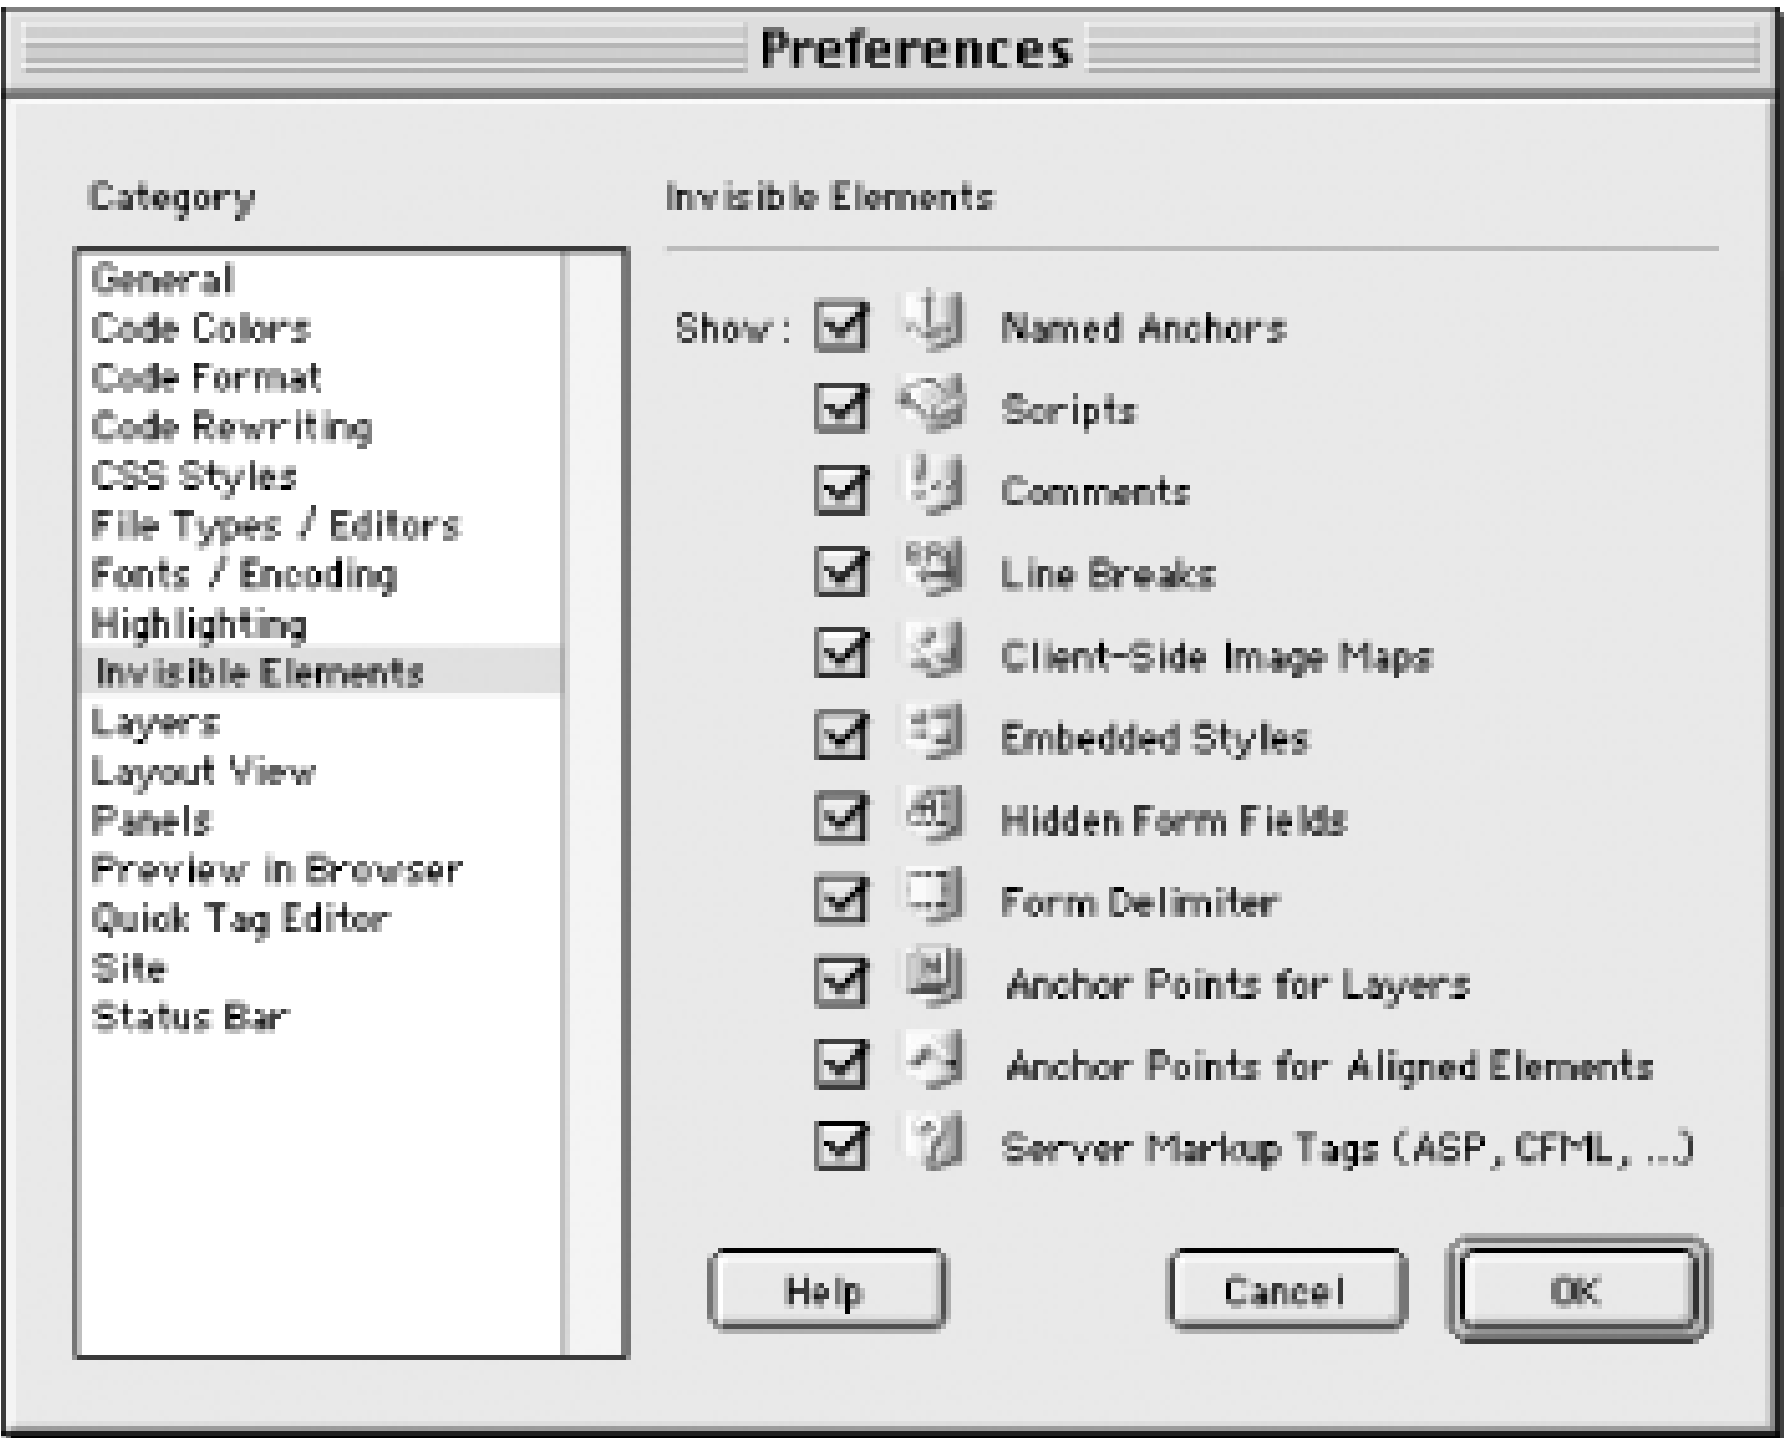 Preferences
Category
General
Code Colors
Code Format
Code Rewriting
CSS Styles
File Types / Editors
Fonts / Encoding
Highlighting
Invisible Elements
Layers
Layout View
Panels
Preview in Browser
Quick Tag Editor
Site
Status Bar
Invisible Elements
Show: Named Anchors
Scripts
Comments
Line Breaks
Client-Side Image Maps
Embedded Styles
Hidden Form Fields
Form Delimiter
Anchor Points for Layers
Anchor Points for Aligned Elements
Server Markup Tags (ASP, CFML, ...)
Help Cancel OK